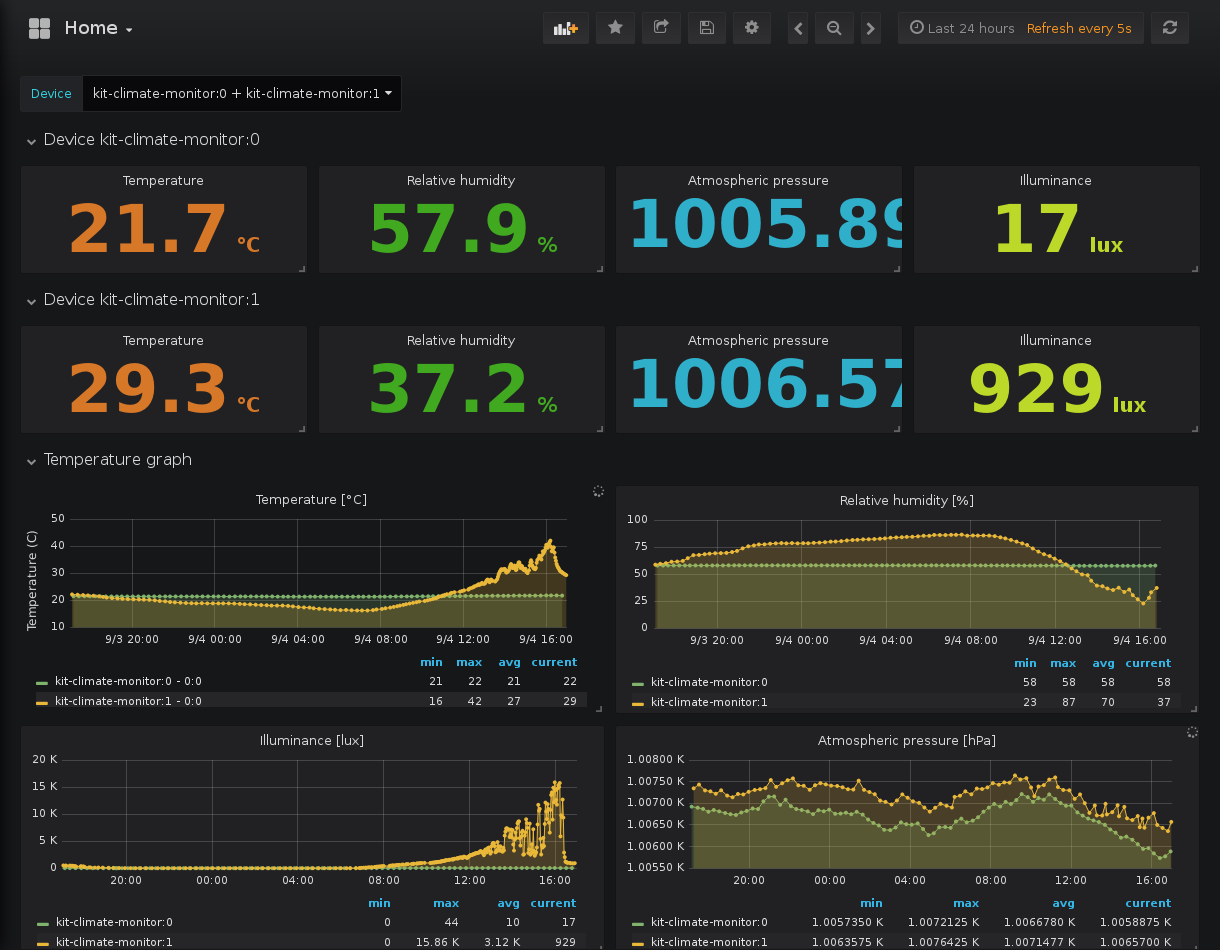 Home
Last 24 hours Refresh every 5s
Device kit-climate-monitor:0 + kit-climate-monitor:1
Device kit-climate-monitor:0
Temperature Relative humidity Atmospheric pressure Illuminance
21.7 °C 57.9 % 1005.89 17 lux
Device kit-climate-monitor:1
Temperature Relative humidity Atmospheric pressure Illuminance
29.3 °C 37.2 % 1006.57 929 lux
Temperature graph
Temperature [°C]
Temperature (C)
50
40
30
20
10
9/3 20:00 9/4 00:00 9/4 04:00 9/4 08:00 9/4 12:00 9/4 16:00
min max avg current
kit-climate-monitor:0 - 0:0 21 22 21 22
kit-climate-monitor:1 - 0:0 16 42 27 29
Relative humidity [%]
100
75
50
25
0
9/3 20:00 9/4 00:00 9/4 04:00 9/4 08:00 9/4 12:00 9/4 16:00
min max avg current
kit-climate-monitor:0 58 58 58 58
kit-climate-monitor:1 23 87 70 37
Illuminance [lux]
20 K
15 K
10 K
5 K
0
20:00 00:00 04:00 08:00 12:00 16:00
min max avg current
kit-climate-monitor:0 0 44 10 17
kit-climate-monitor:1 0 15.86 K 3.12 K 929
Atmospheric pressure [hPa]
1.00800 K
1.00750 K
1.00700 K
1.00650 K
1.00600 K
1.00550 K
20:00 00:00 04:00 08:00 12:00 16:00
min max avg current
kit-climate-monitor:0 1.0057350 K 1.0072125 K 1.0066780 K 1.0058875 K
kit-climate-monitor:1 1.0063575 K 1.0076425 K 1.0071477 K 1.0065700 K